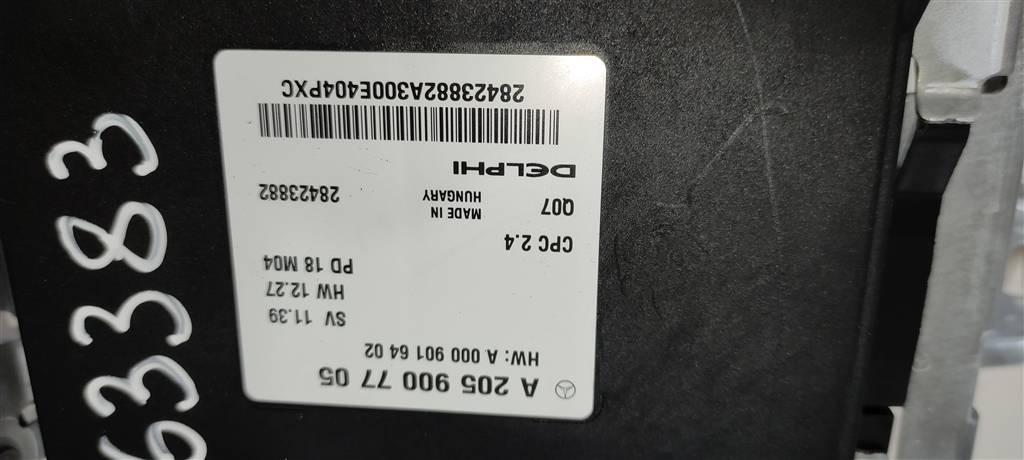 A 205 900 77 05
HW: A 000 901 64 02
SV 11.39
HW 12.27
PD 18 M04
CPC 2.4
Q07 MADE IN HUNGARY 28423882
DELPHI
28423882A300E404PXC
63383